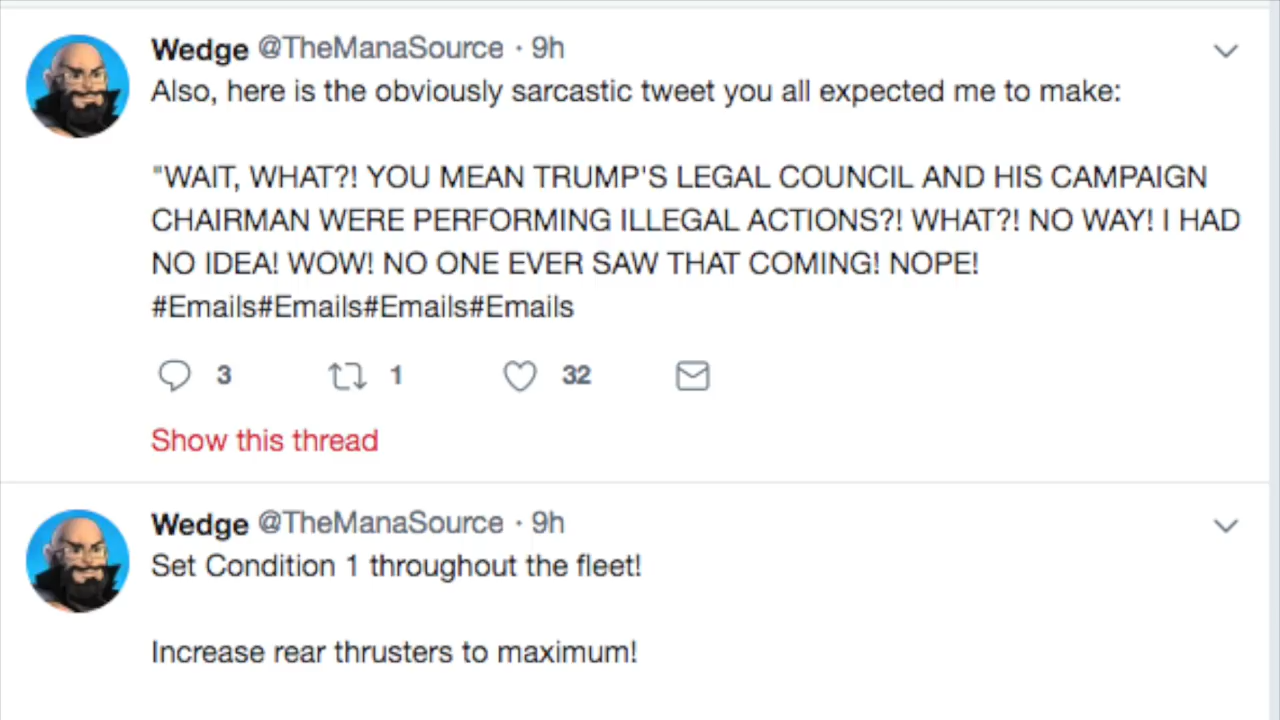 Wedge @TheManaSource · 9h
Also, here is the obviously sarcastic tweet you all expected me to make:
"WAIT, WHAT?! YOU MEAN TRUMP'S LEGAL COUNCIL AND HIS CAMPAIGN
CHAIRMAN WERE PERFORMING ILLEGAL ACTIONS?! WHAT?! NO WAY! I HAD
NO IDEA! WOW! NO ONE EVER SAW THAT COMING! NOPE!
#Emails#Emails#Emails#Emails
3 1 32
Show this thread
Wedge @TheManaSource · 9h
Set Condition 1 throughout the fleet!
Increase rear thrusters to maximum!